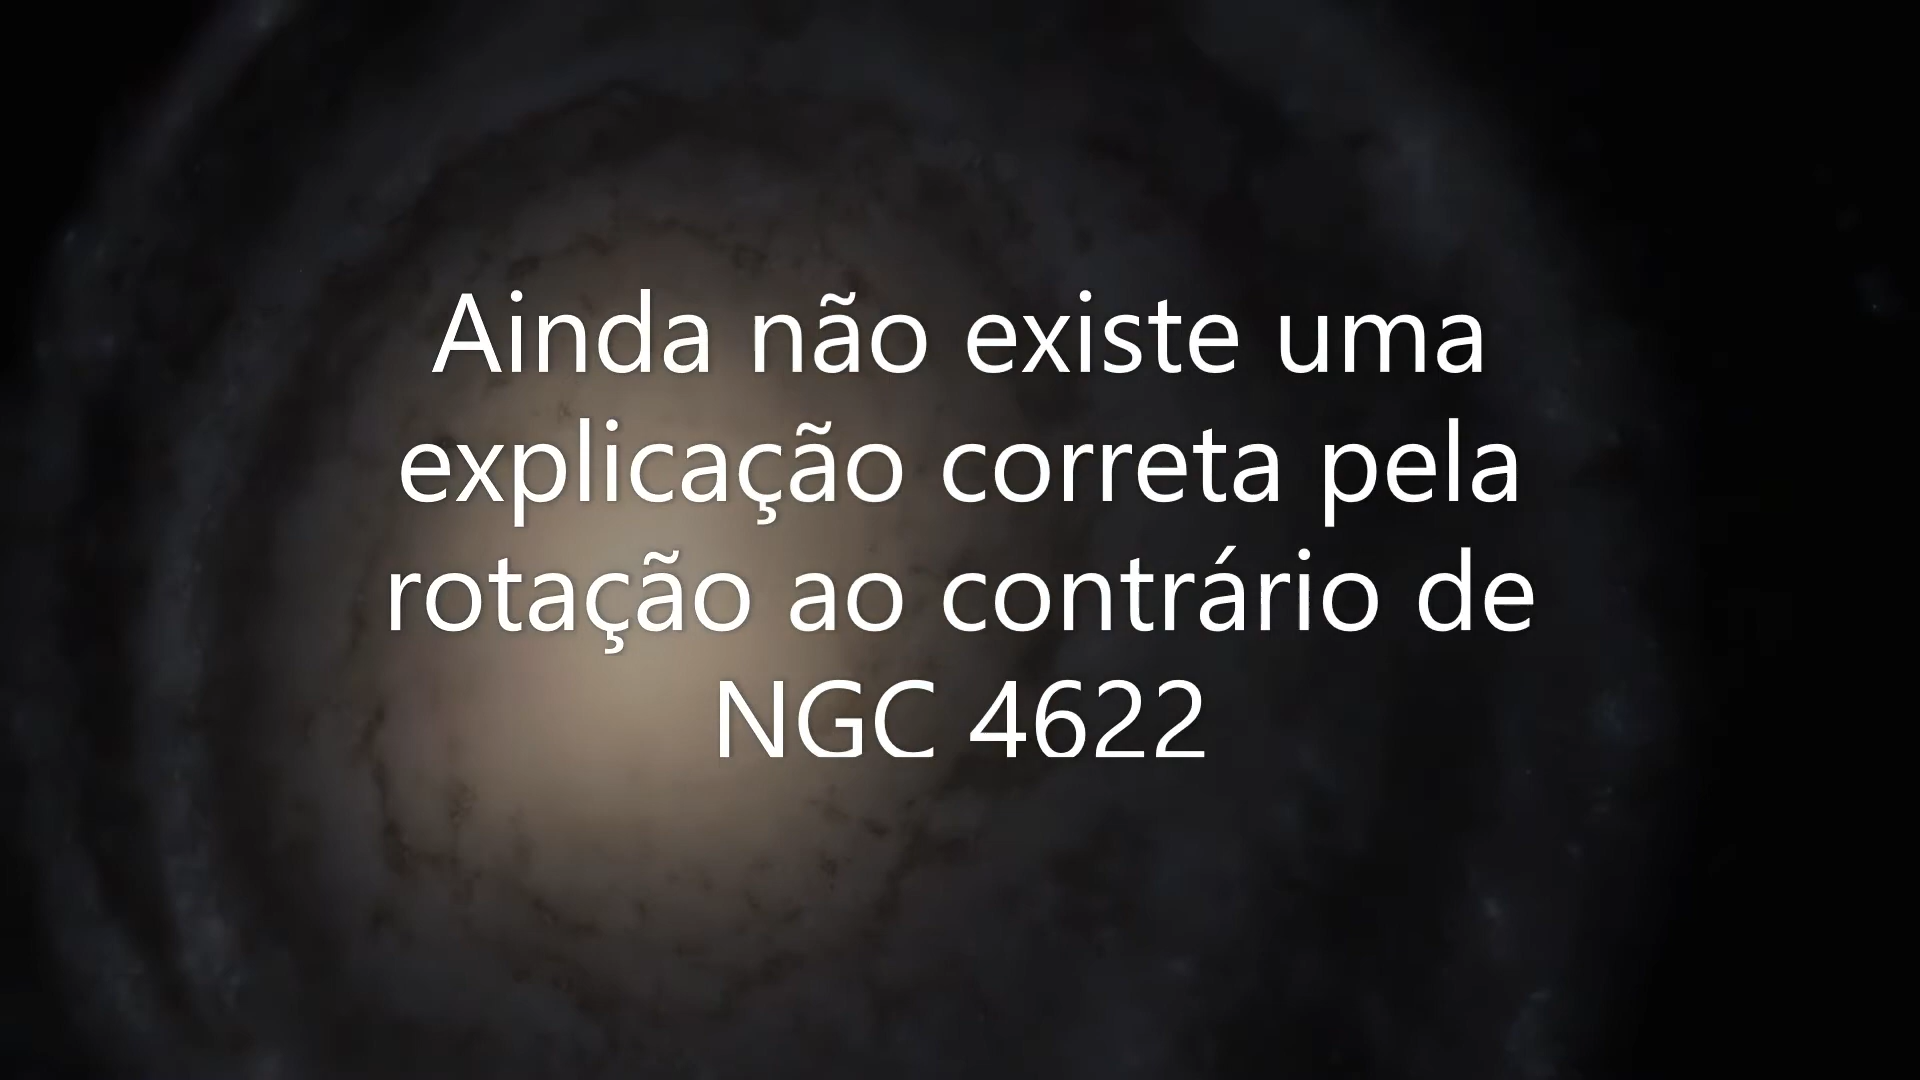 Ainda não existe uma
explicação correta pela
rotação ao contrário de
NGC 4622